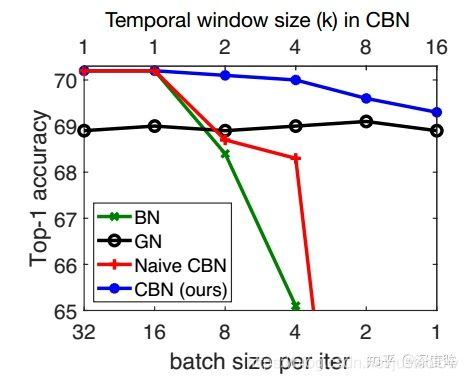 Temporal window size (k) in CBN
1 1 2 4 8 16
70
69
68
67
66
65
Top-1 accuracy
BN
GN
Naive CBN
CBN (ours)
32 16 8 4 2 1
batch size per iter
知乎